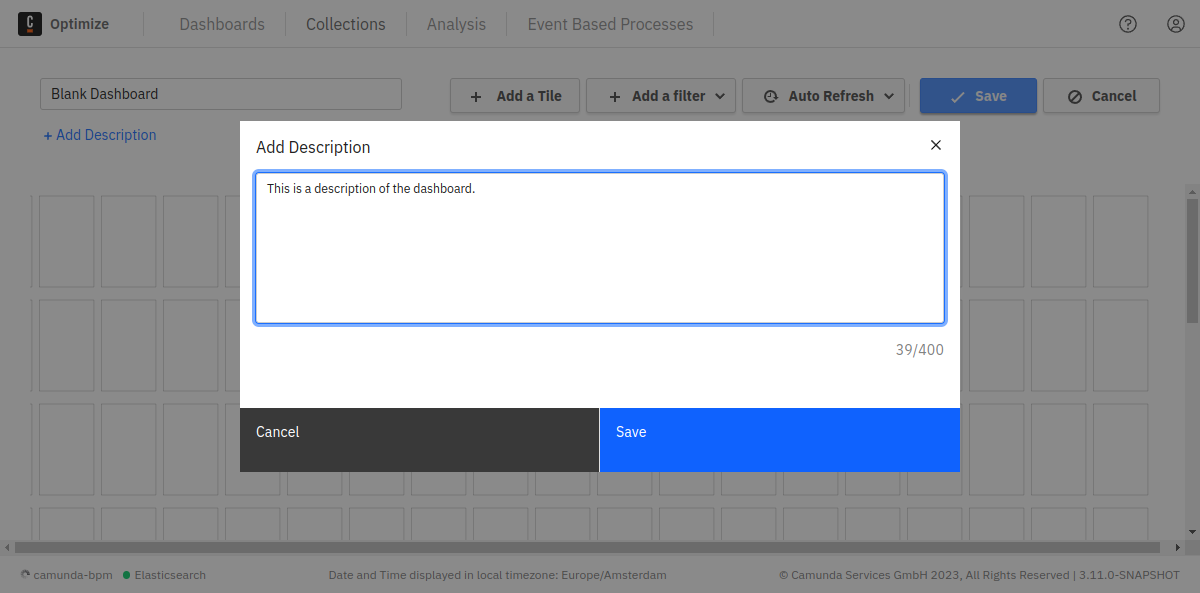 C Optimize Dashboards Collections Analysis Event Based Processes
Blank Dashboard Add a Tile Add a filter Auto Refresh Save Cancel
+ Add Description
Add Description
This is a description of the dashboard.
39/400
Cancel Save
camunda-bpm Elasticsearch Date and Time displayed in local timezone: Europe/Amsterdam © Camunda Services GmbH 2023, All Rights Reserved | 3.11.0-SNAPSHOT